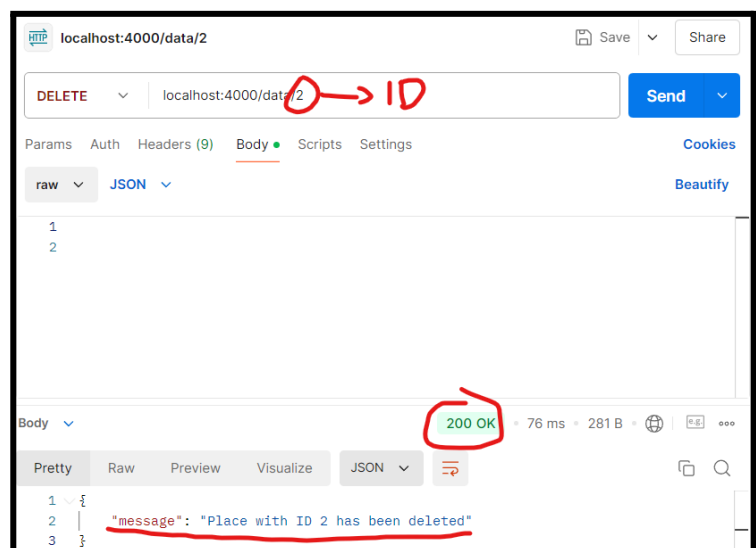 HTTP localhost:4000/data/2 Save Share
DELETE localhost:4000/data/2 ID Send
Params Auth Headers (9) Body Scripts Settings Cookies
raw JSON Beautify
1
2
Body 200 OK 76 ms 281 B e.g.
Pretty Raw Preview Visualize JSON
1 {
2 "message": "Place with ID 2 has been deleted"
3 }